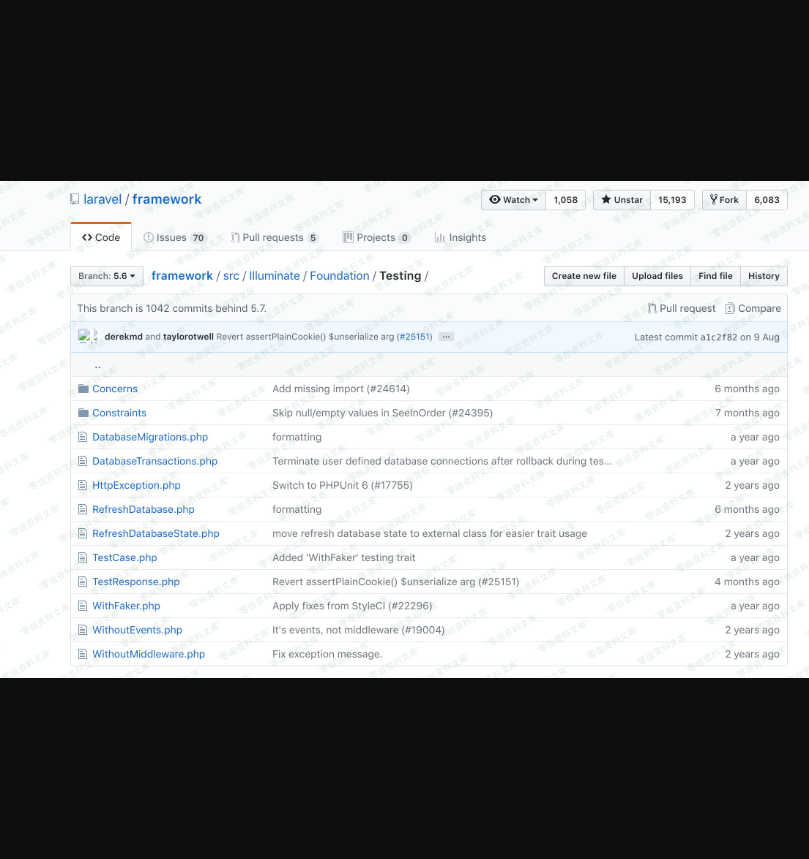 laravel / framework
Watch 1,058 Unstar 15,193 Fork 6,083
Code Issues 70 Pull requests 5 Projects 0 Insights
Branch: 5.6 framework / src / Illuminate / Foundation / Testing / Create new file Upload files Find file History
This branch is 1042 commits behind 5.7. Pull request Compare
derekmd and taylorotwell Revert assertPlainCookie() $unserialize arg (#25151) ... Latest commit a1c2f82 on 9 Aug
..
Concerns Add missing import (#24614) 6 months ago
Constraints Skip null/empty values in SeeInOrder (#24395) 7 months ago
DatabaseMigrations.php formatting a year ago
DatabaseTransactions.php Terminate user defined database connections after rollback during tes... a year ago
HttpException.php Switch to PHPUnit 6 (#17755) 2 years ago
RefreshDatabase.php formatting 6 months ago
RefreshDatabaseState.php move refresh database state to external class for easier trait usage 2 years ago
TestCase.php Added 'WithFaker' testing trait a year ago
TestResponse.php Revert assertPlainCookie() $unserialize arg (#25151) 4 months ago
WithFaker.php Apply fixes from StyleCI (#22296) a year ago
WithoutEvents.php It's events, not middleware (#19004) 2 years ago
WithoutMiddleware.php Fix exception message. 2 years ago
零组资料文库